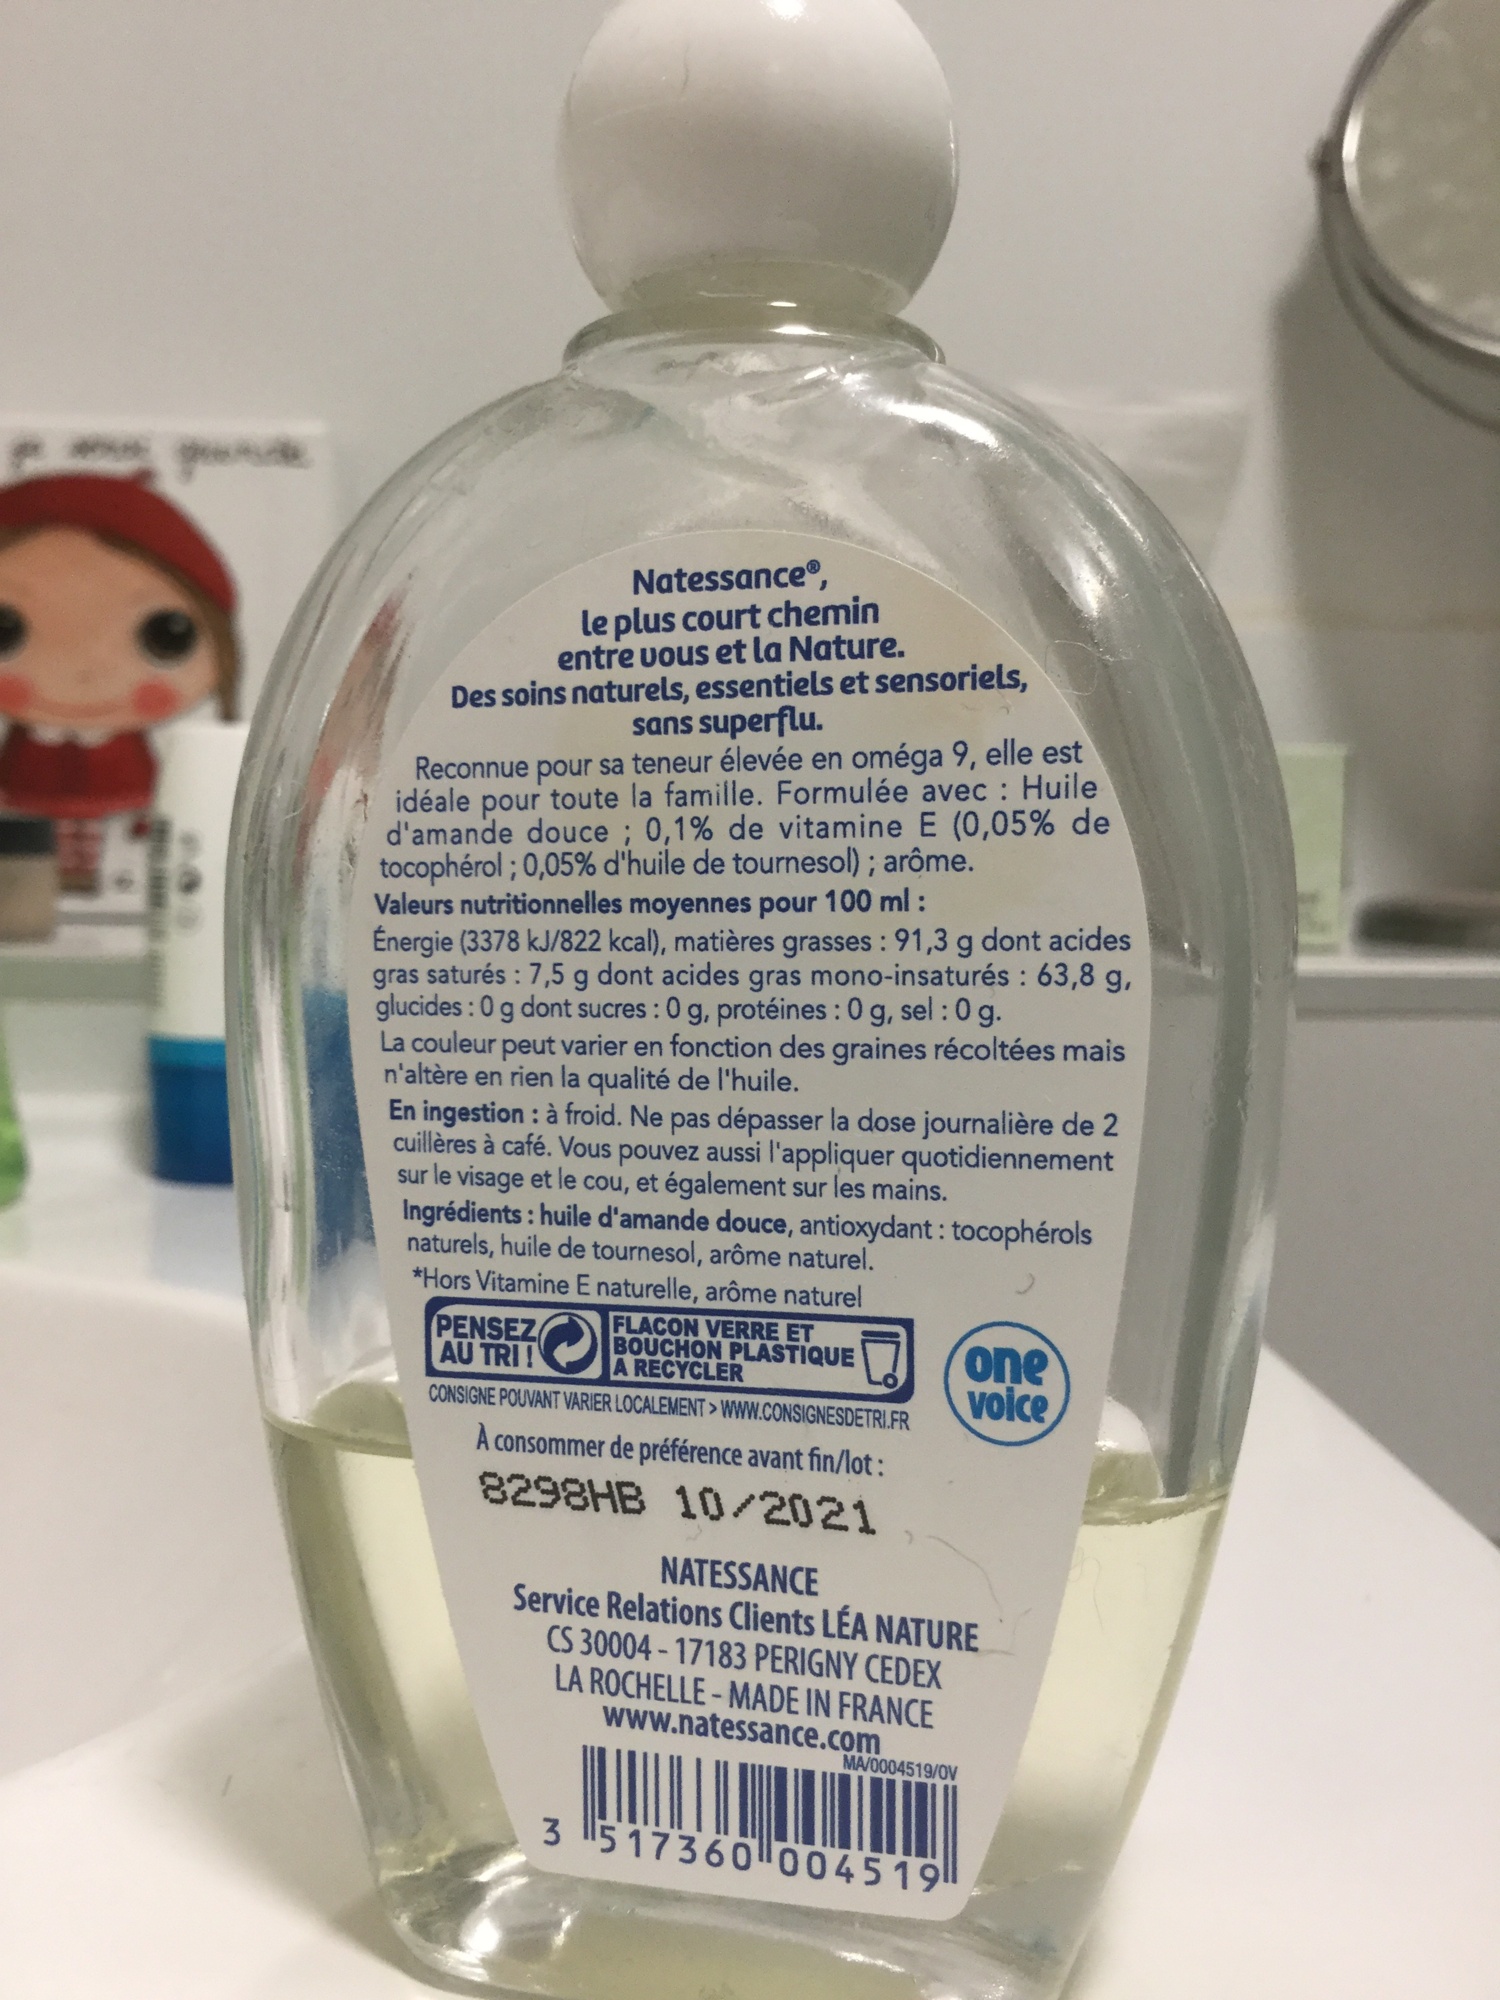 je suis grande
Natessance®,
le plus court chemin
entre vous et la Nature.
Des soins naturels, essentiels et sensoriels,
sans superflu.
Reconnue pour sa teneur élevée en oméga 9, elle est
idéale pour toute la famille. Formulée avec : Huile
d'amande douce ; 0,1% de vitamine E (0,05% de
tocophérol ; 0,05% d'huile de tournesol) ; arôme.
Valeurs nutritionnelles moyennes pour 100 ml :
Énergie (3378 kJ/822 kcal), matières grasses : 91,3 g dont acides
gras saturés : 7,5 g dont acides gras mono-insaturés : 63,8 g,
glucides : 0 g dont sucres : 0 g, protéines : 0 g, sel : 0 g.
La couleur peut varier en fonction des graines récoltées mais
n'altère en rien la qualité de l'huile.
En ingestion : à froid. Ne pas dépasser la dose journalière de 2
cuillères à café. Vous pouvez aussi l'appliquer quotidiennement
sur le visage et le cou, et également sur les mains.
Ingrédients : huile d'amande douce, antioxydant : tocophérols
naturels, huile de tournesol, arôme naturel.
*Hors Vitamine E naturelle, arôme naturel
PENSEZ
AU TRI !
FLACON VERRE ET
BOUCHON PLASTIQUE
A RECYCLER
one
voice
CONSIGNE POUVANT VARIER LOCALEMENT > WWW.CONSIGNESDETRI.FR
À consommer de préférence avant fin/lot :
8298HB 10/2021
NATESSANCE
Service Relations Clients LÉA NATURE
CS 30004 - 17183 PERIGNY CEDEX
LA ROCHELLE - MADE IN FRANCE
www.natessance.com
MA/0004519/0V
3 517360 004519